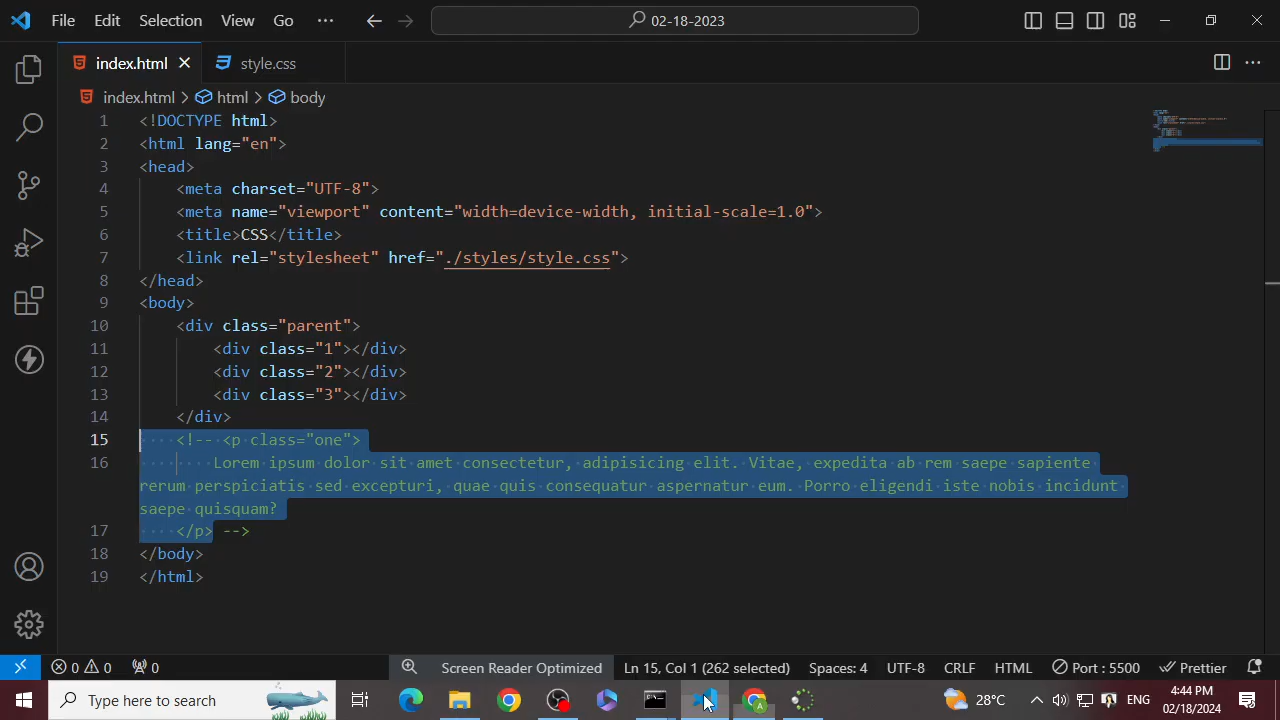 File Edit Selection View Go ··· 02-18-2023
index.html style.css
index.html > html > body
1 <!DOCTYPE html>
2 <html lang="en">
3 <head>
4 <meta charset="UTF-8">
5 <meta name="viewport" content="width=device-width, initial-scale=1.0">
6 <title>CSS</title>
7 <link rel="stylesheet" href="./styles/style.css">
8 </head>
9 <body>
10 <div class="parent">
11 <div class="1"></div>
12 <div class="2"></div>
13 <div class="3"></div>
14 </div>
15 <!-- <p class="one">
16 Lorem ipsum dolor sit amet consectetur, adipisicing elit. Vitae, expedita ab rem saepe sapiente
rerum perspiciatis sed excepturi, quae quis consequatur aspernatur eum. Porro eligendi iste nobis incidunt
saepe quisquam?
17 </p> -->
18 </body>
19 </html>
0 0 0 Screen Reader Optimized Ln 15, Col 1 (262 selected) Spaces: 4 UTF-8 CRLF HTML Port : 5500 Prettier
Type here to search 28°C ENG 4:44 PM
02/18/2024